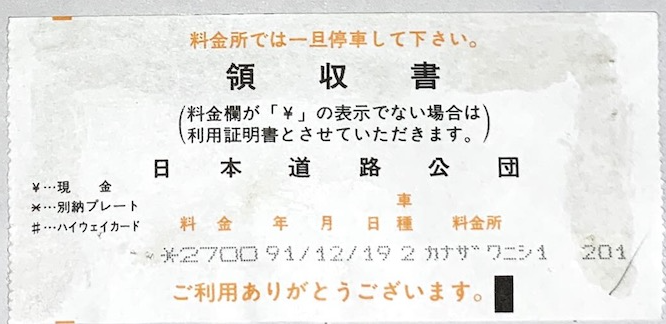 料金所では一旦停車して下さい。
領収書
(料金欄が「¥」の表示でない場合は
利用証明書とさせていただきます。)
日本道路公団
¥…現金
＊…別納プレート
♯…ハイウェイカード
料金 年 月 日 車種 料金所
*2700 91/12/19 2 カナザワニシ1 201
ご利用ありがとうございます。